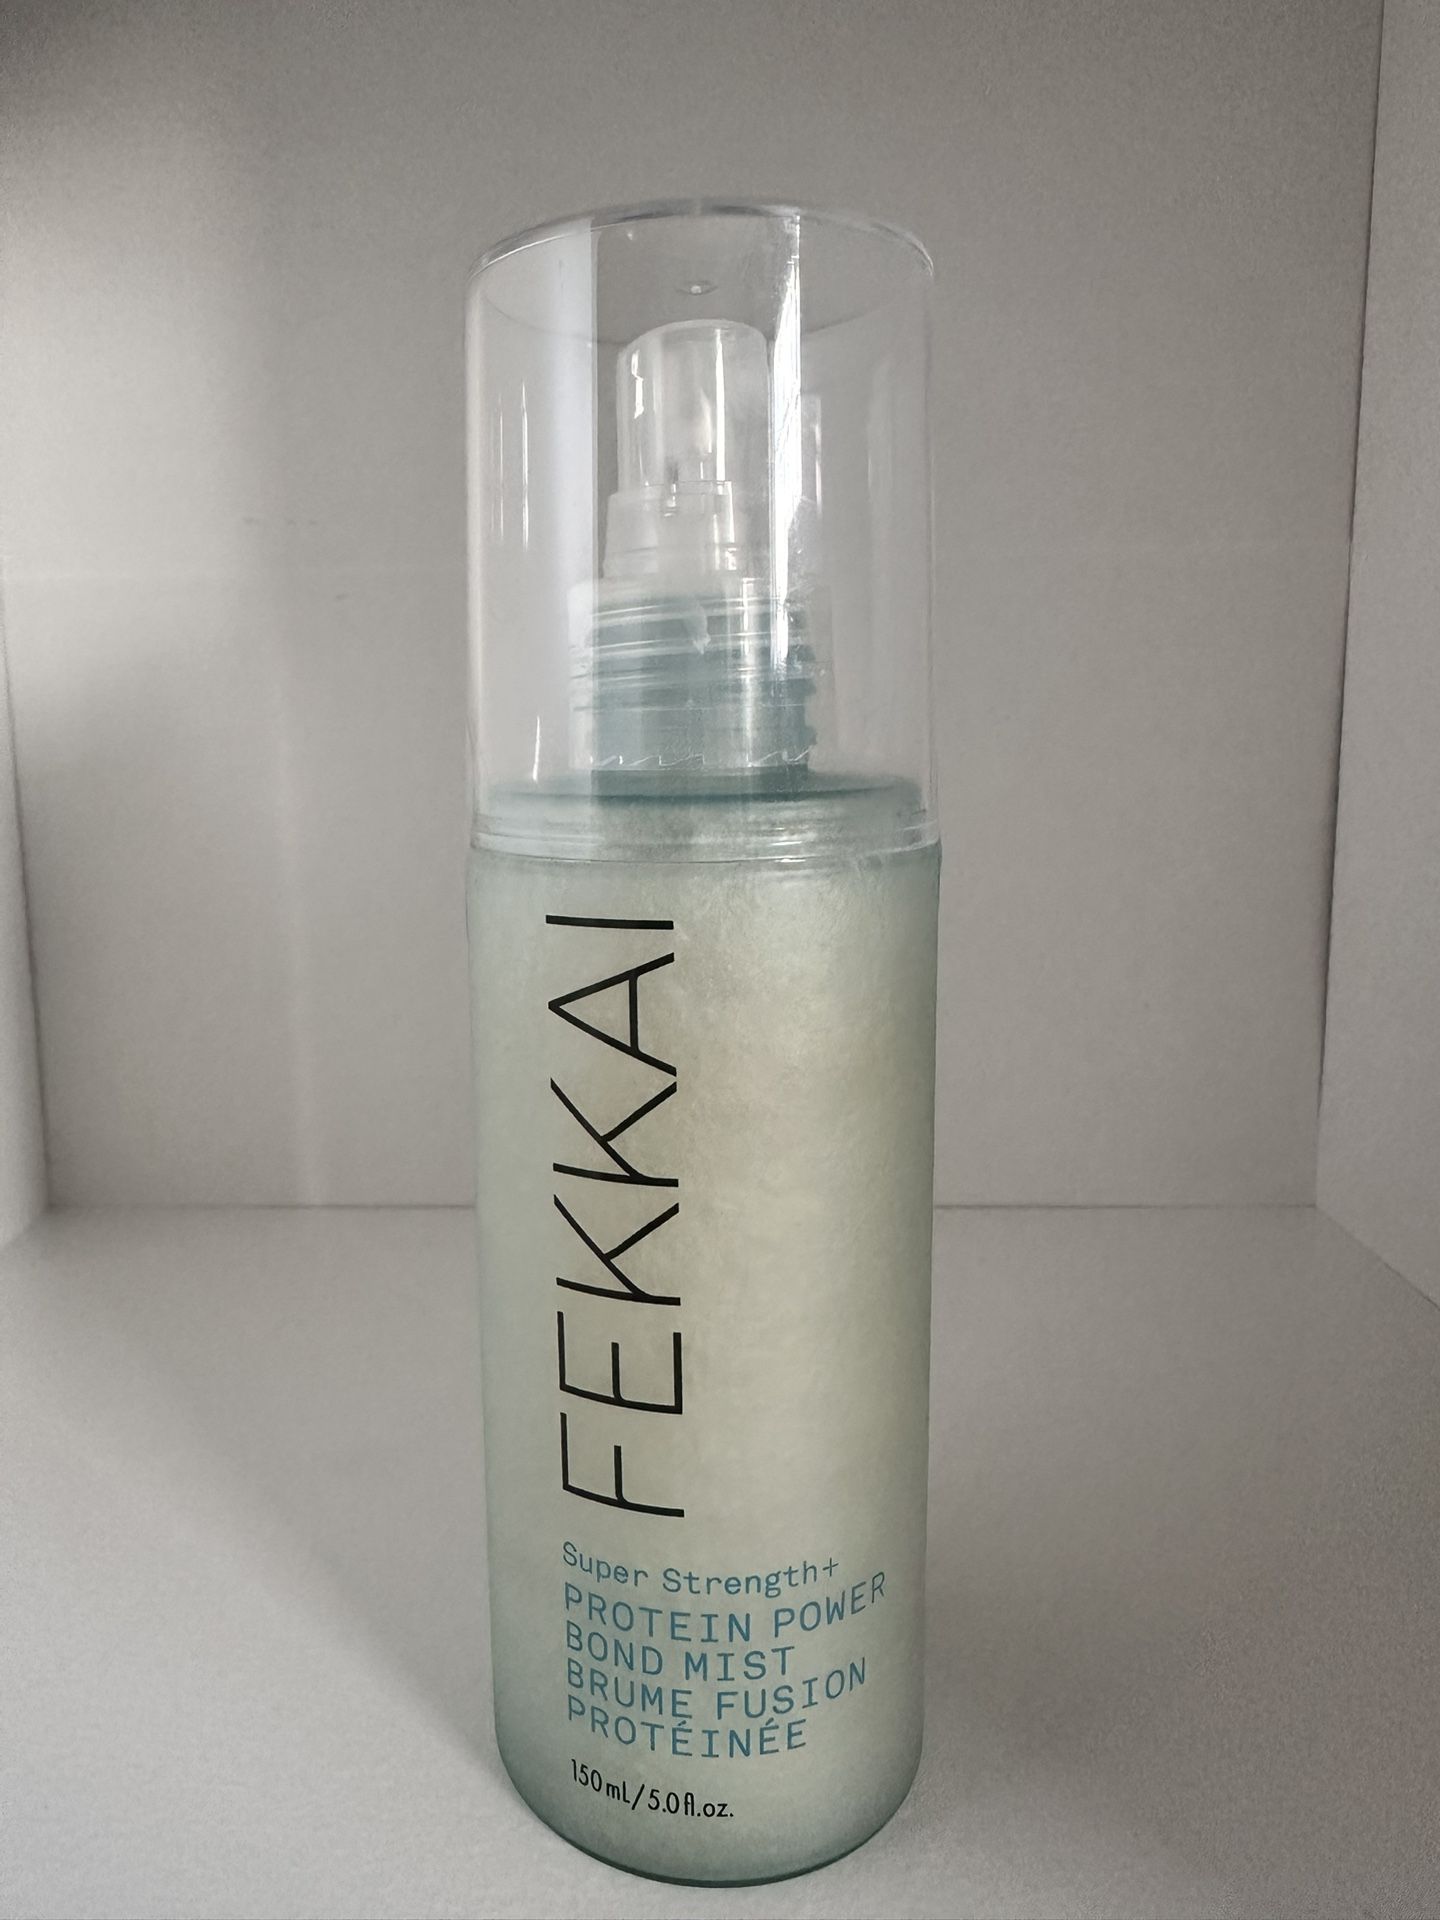 FEKKAI
Super Strength+
PROTEIN POWER
BOND MIST
BRUME FUSION
PROTÉINÉE
150 mL/5.0 fl.oz.